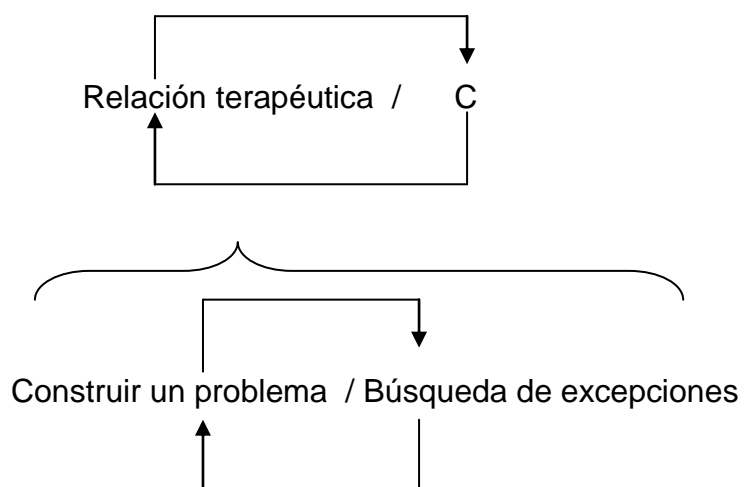 Relación terapéutica / C
Construir un problema / Búsqueda de excepciones